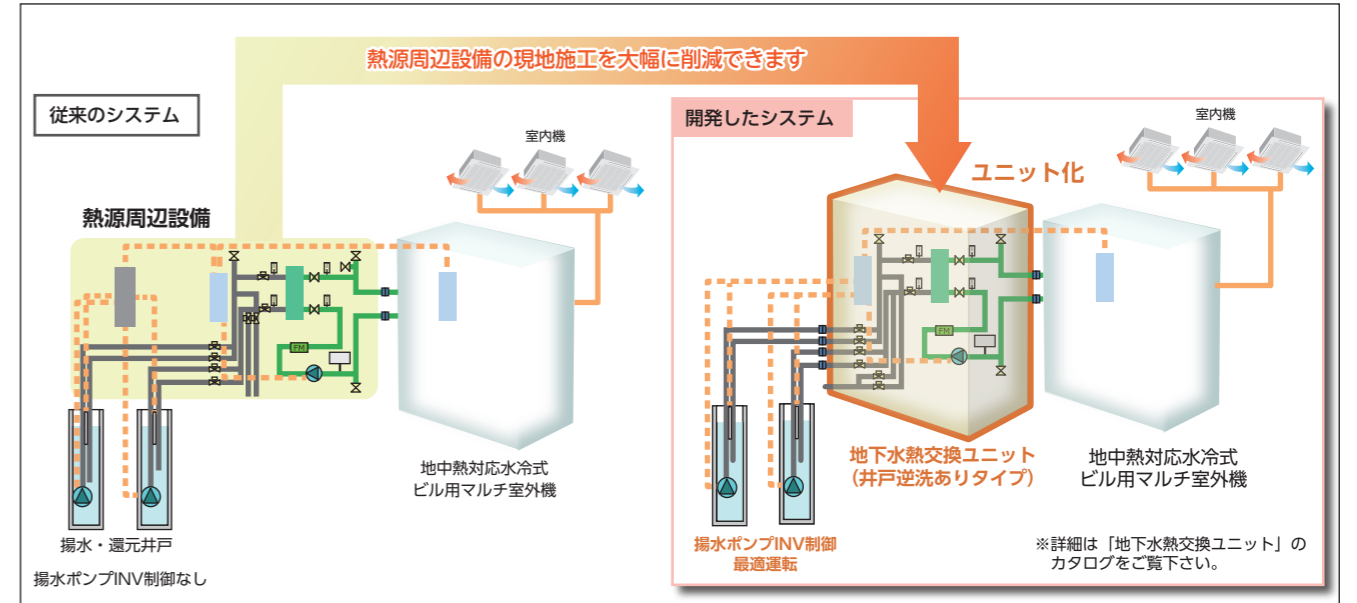 熱源周辺設備の現地施工を大幅に削減できます
従来のシステム
室内機
熱源周辺設備
FM
地中熱対応水冷式
ビル用マルチ室外機
揚水・還元井戸
揚水ポンプINV制御なし
開発したシステム
室内機
ユニット化
FM
地下水熱交換ユニット
(井戸逆洗ありタイプ)
地中熱対応水冷式
ビル用マルチ室外機
揚水ポンプINV制御
最適運転
※詳細は「地下水熱交換ユニット」の
カタログをご覧下さい。